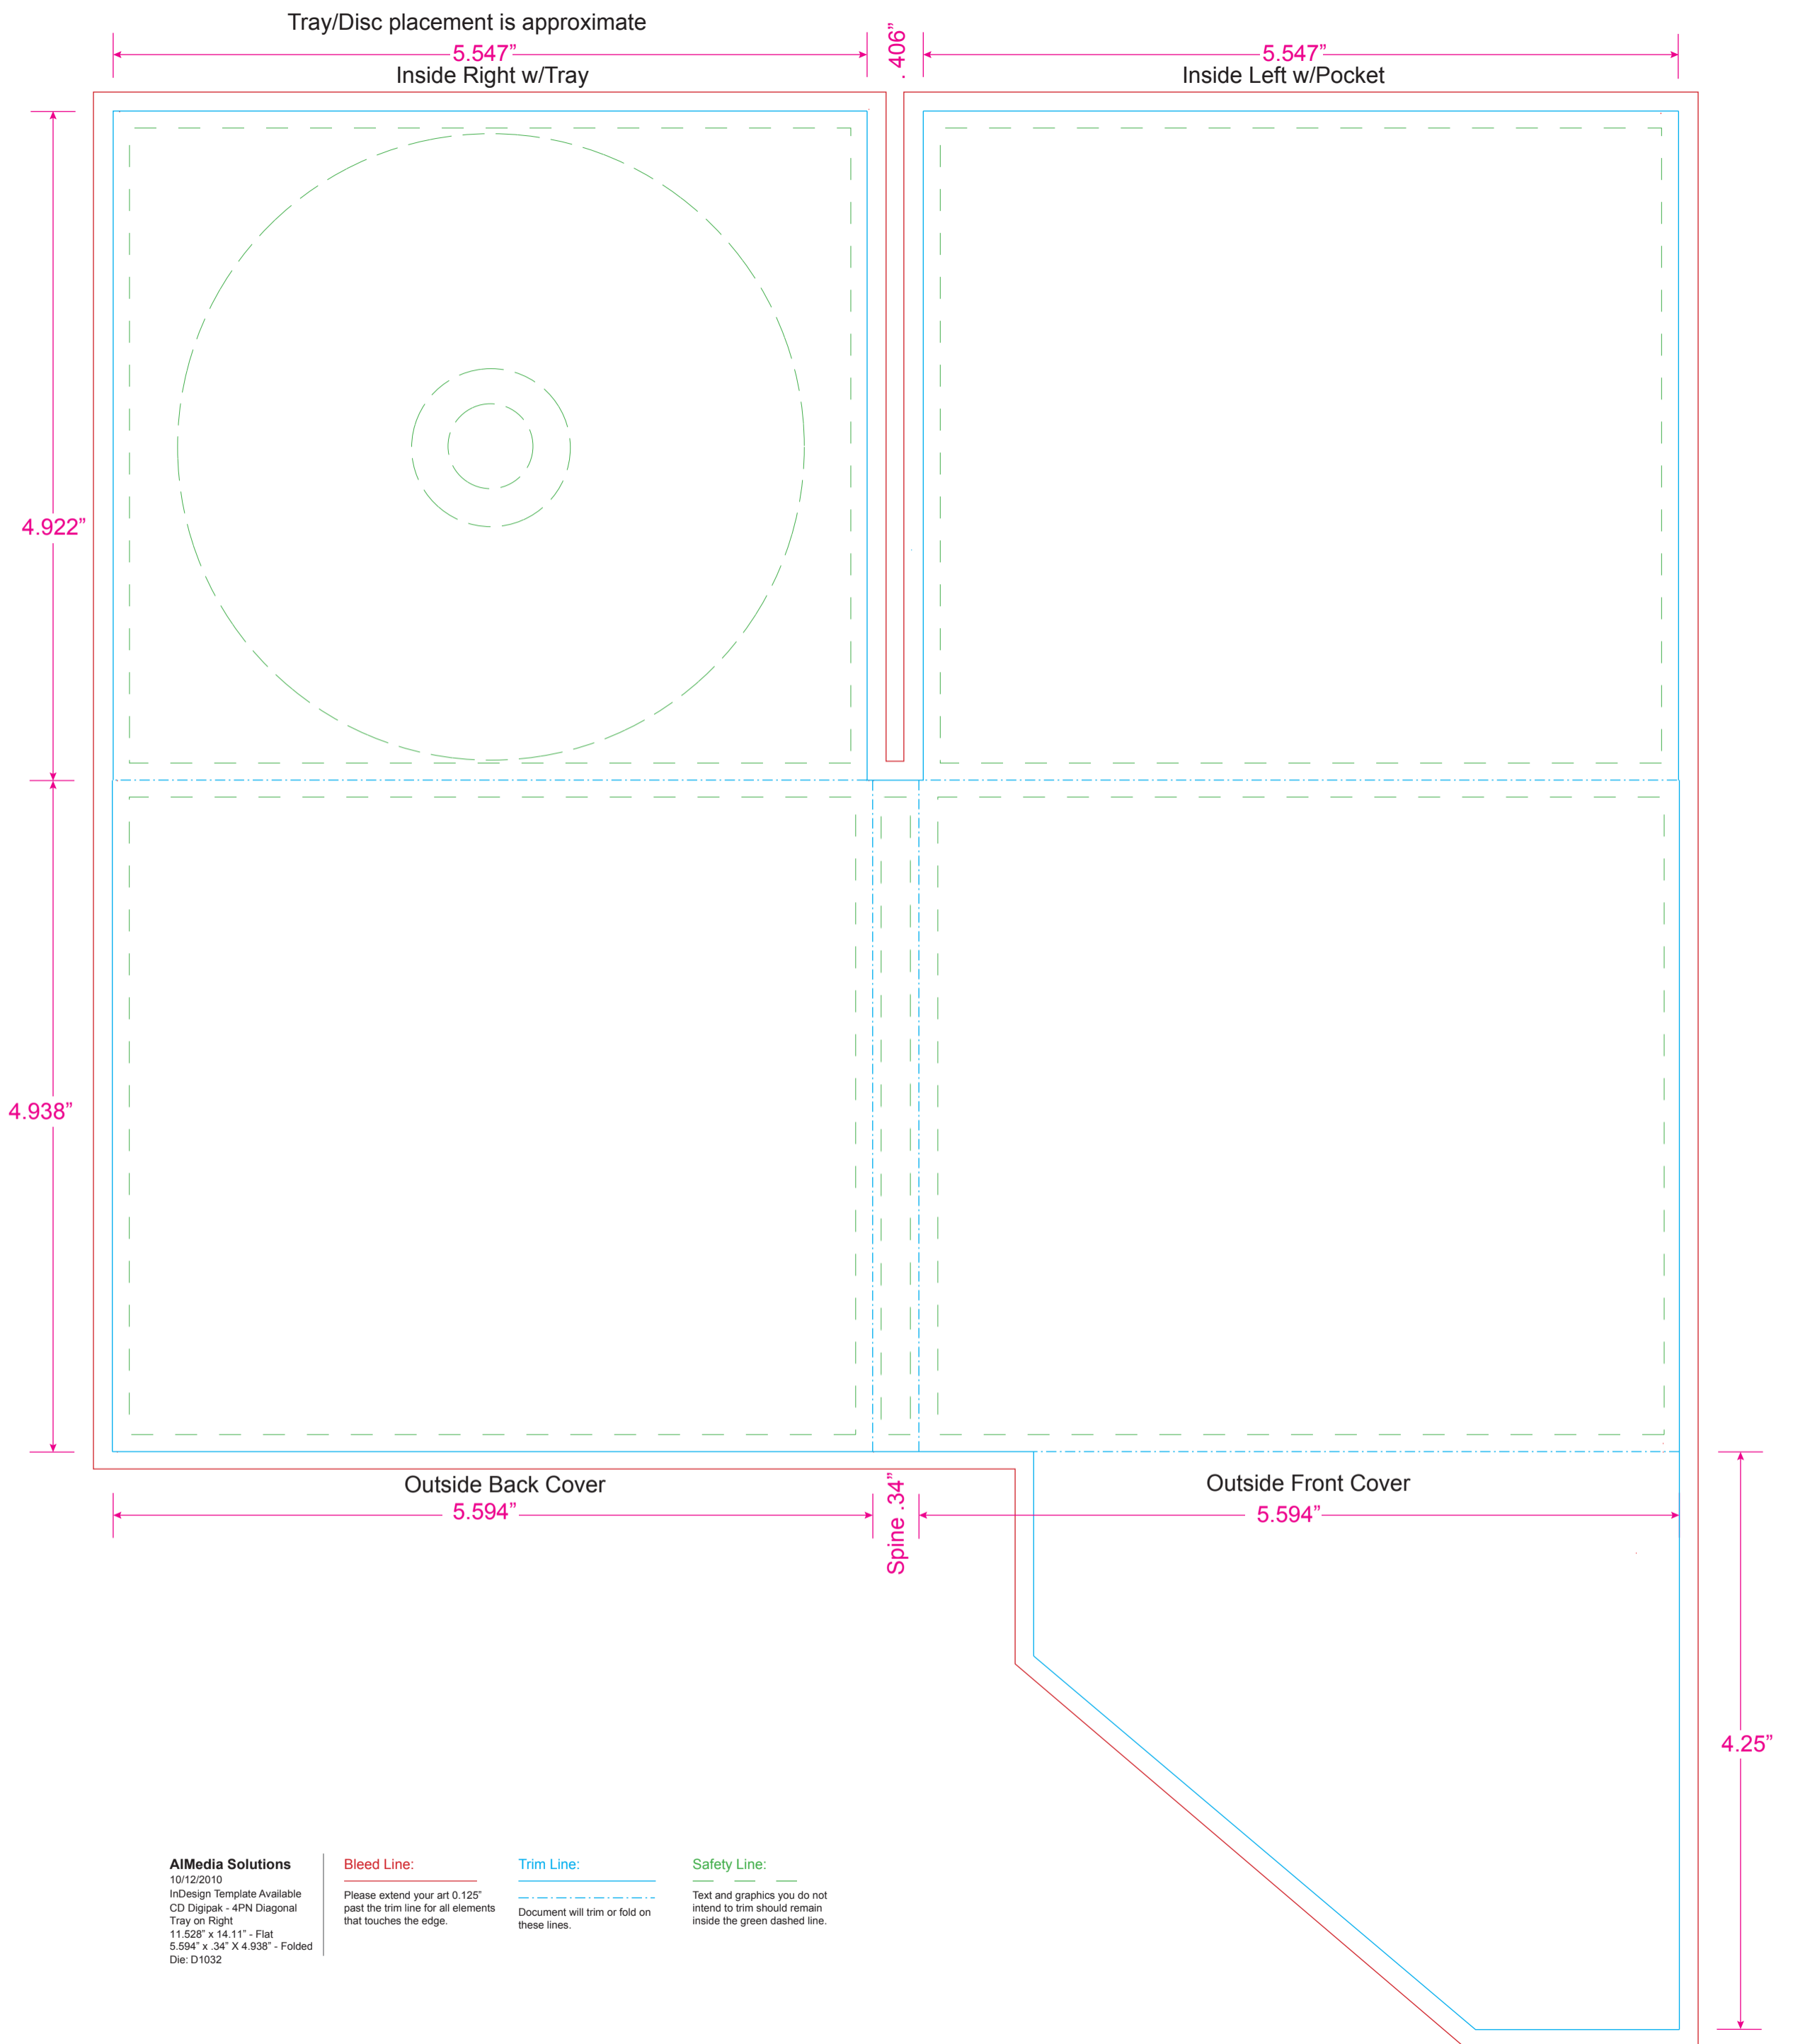 Tray/Disc placement is approximate
5.547”
.406”
5.547”
Inside Right w/Tray
Inside Left w/Pocket
4.922”
4.938”
Outside Back Cover
Outside Front Cover
5.594”
Spine .34”
5.594”
4.25”
AIMedia Solutions
10/12/2010
InDesign Template Available
CD Digipak - 4PN Diagonal
Tray on Right
11.528” x 14.11” - Flat
5.594” x .34” X 4.938” - Folded
Die: D1032
Bleed Line:
Please extend your art 0.125”
past the trim line for all elements
that touches the edge.
Trim Line:
Document will trim or fold on
these lines.
Safety Line:
Text and graphics you do not
intend to trim should remain
inside the green dashed line.